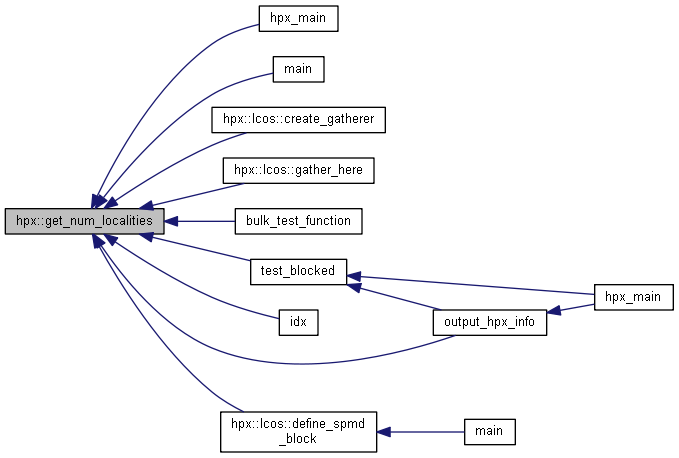 hpx_main
main
hpx::lcos::create_gatherer
hpx::lcos::gather_here
hpx::get_num_localities
bulk_test_function
test_blocked
hpx_main
idx
output_hpx_info
hpx::lcos::define_spmd
_block
main